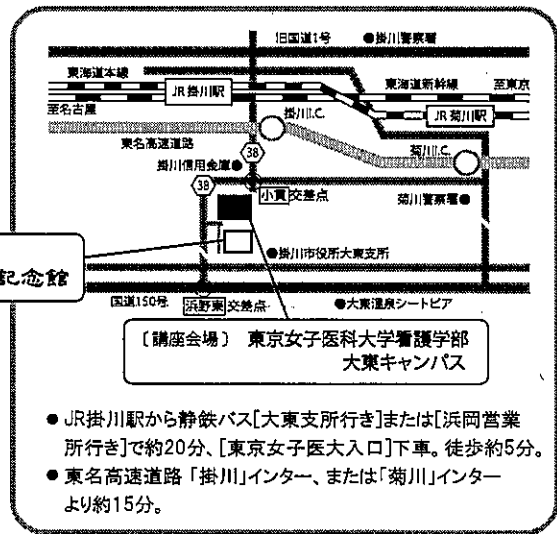 旧国道1号 ●掛川警察署
東海道本線
JR掛川駅
東海道新幹線 至東京
至名古屋
掛川I.C.
JR菊川駅
東名高速道路
菊川I.C.
38
掛川信用金庫●
38
小貫交差点
菊川警察署●
●掛川市役所大東支所
記念館
国道150号
浜野東交差点
●大東温泉シートピア
〔講座会場〕 東京女子医科大学看護学部
大東キャンパス
● JR掛川駅から静鉄バス[大東支所行き]または[浜岡営業
所行き]で約20分、[東京女子医大入口]下車。徒歩約5分。
● 東名高速道路「掛川」インター、または「菊川」インター
より約15分。